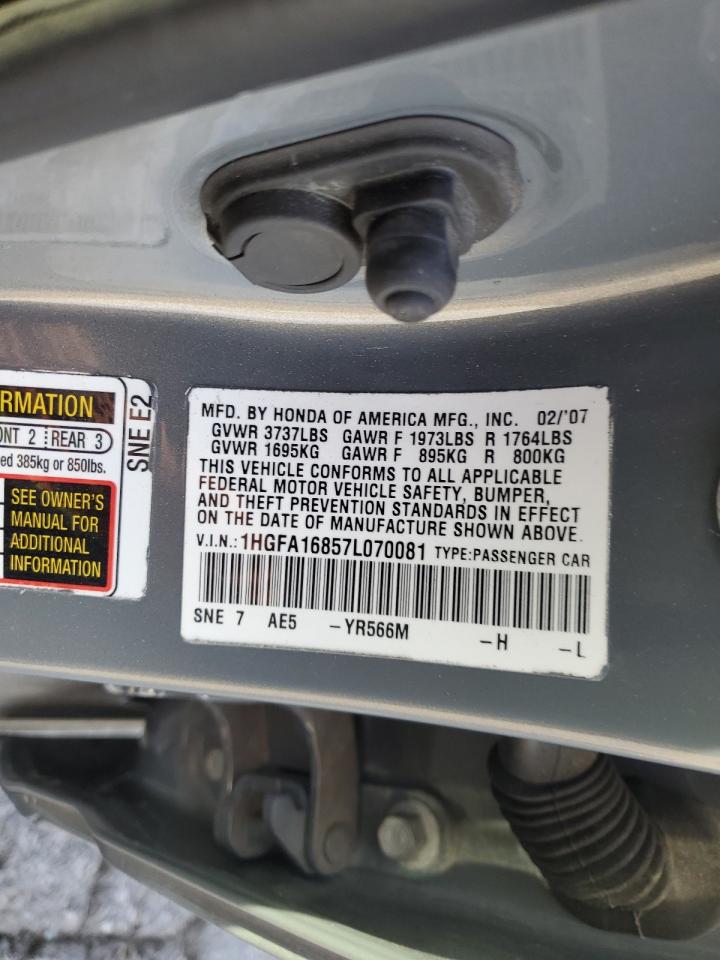 RMATION
ONT 2 REAR 3
ed 385kg or 850lbs.
SEE OWNER'S
MANUAL FOR
ADDITIONAL
INFORMATION
SNE E2
MFD. BY HONDA OF AMERICA MFG., INC. 02/'07
GVWR 3737LBS GAWR F 1973LBS R 1764LBS
GVWR 1695KG GAWR F 895KG R 800KG
THIS VEHICLE CONFORMS TO ALL APPLICABLE
FEDERAL MOTOR VEHICLE SAFETY, BUMPER,
AND THEFT PREVENTION STANDARDS IN EFFECT
ON THE DATE OF MANUFACTURE SHOWN ABOVE.
V.I.N.: 1HGFA16857L070081 TYPE:PASSENGER CAR
SNE 7 AE5 -YR566M -H -L